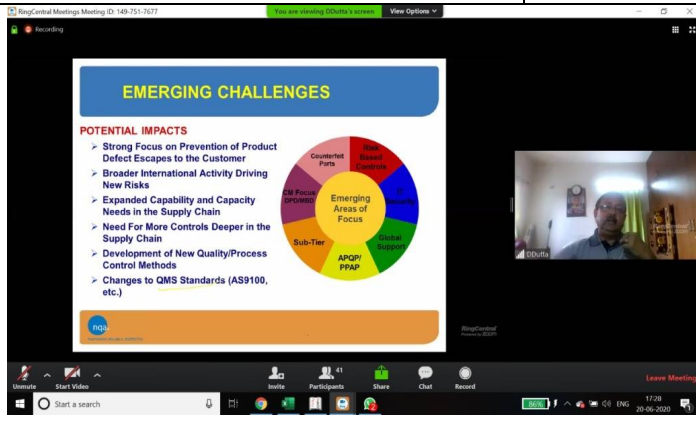 RingCentral Meetings Meeting ID: 149-751-7677
You are viewing DDutta's screen
View Options
Recording
EMERGING CHALLENGES
POTENTIAL IMPACTS
Strong Focus on Prevention of Product
Defect Escapes to the Customer
Broader International Activity Driving
New Risks
Expanded Capability and Capacity
Needs in the Supply Chain
Need For More Controls Deeper in the
Supply Chain
Development of New Quality/Process
Control Methods
Changes to QMS Standards (AS9100,
etc.)
Counterfeit
Parts
Risk
Based
Controls
IT
Security
Global
Support
APQP/
PPAP
Sub-Tier
CM Focus
DPD/MBD
Emerging
Areas of
Focus
nqa.
RingCentral
Powered by ZOOM
DDutta
Unmute
Start Video
Invite
Participants
41
Share
Chat
Record
Leave Meeting
Start a search
86%
ENG
17:28
20-06-2020